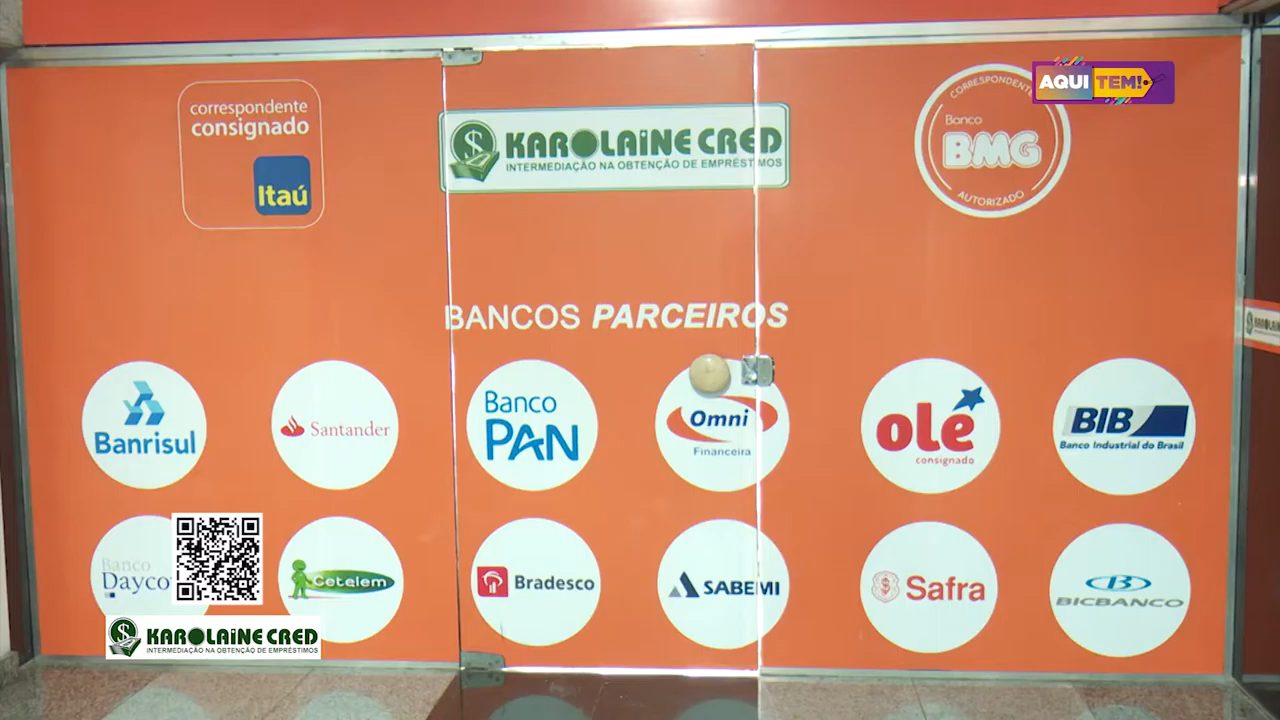 correspondente
consignado
Itaú
KAROLAINE CRED
INTERMEDIAÇÃO NA OBTENÇÃO DE EMPRÉSTIMOS
CORRESPONDENTE
Banco
BMG
AUTORIZADO
AQUI TEM!
BANCOS PARCEIROS
Banrisul
Santander
Banco
PAN
Omni
Financeira
olé
consignado
BIB
Banco Industrial do Brasil
Banco
Dayco
Cetelem
Bradesco
SABEMI
Safra
BICBANCO
KAROLAINE CRED
INTERMEDIAÇÃO NA OBTENÇÃO DE EMPRÉSTIMOS